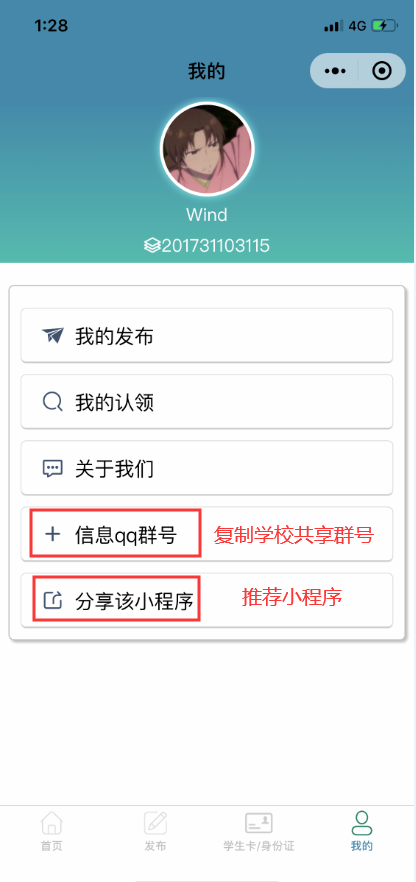 1:28
4G
我的
Wind
201731103115
我的发布
我的认领
关于我们
信息qq群号 复制学校共享群号
分享该小程序 推荐小程序
首页 发布 学生卡/身份证 我的